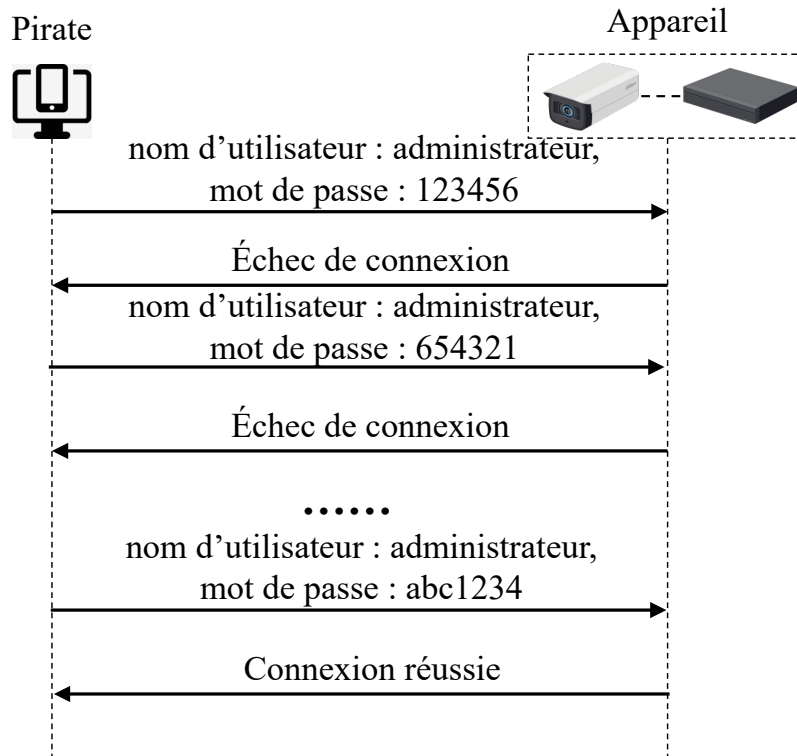 Pirate
Appareil
nom d’utilisateur : administrateur,
mot de passe : 123456
Échec de connexion
nom d’utilisateur : administrateur,
mot de passe : 654321
Échec de connexion
......
nom d’utilisateur : administrateur,
mot de passe : abc1234
Connexion réussie